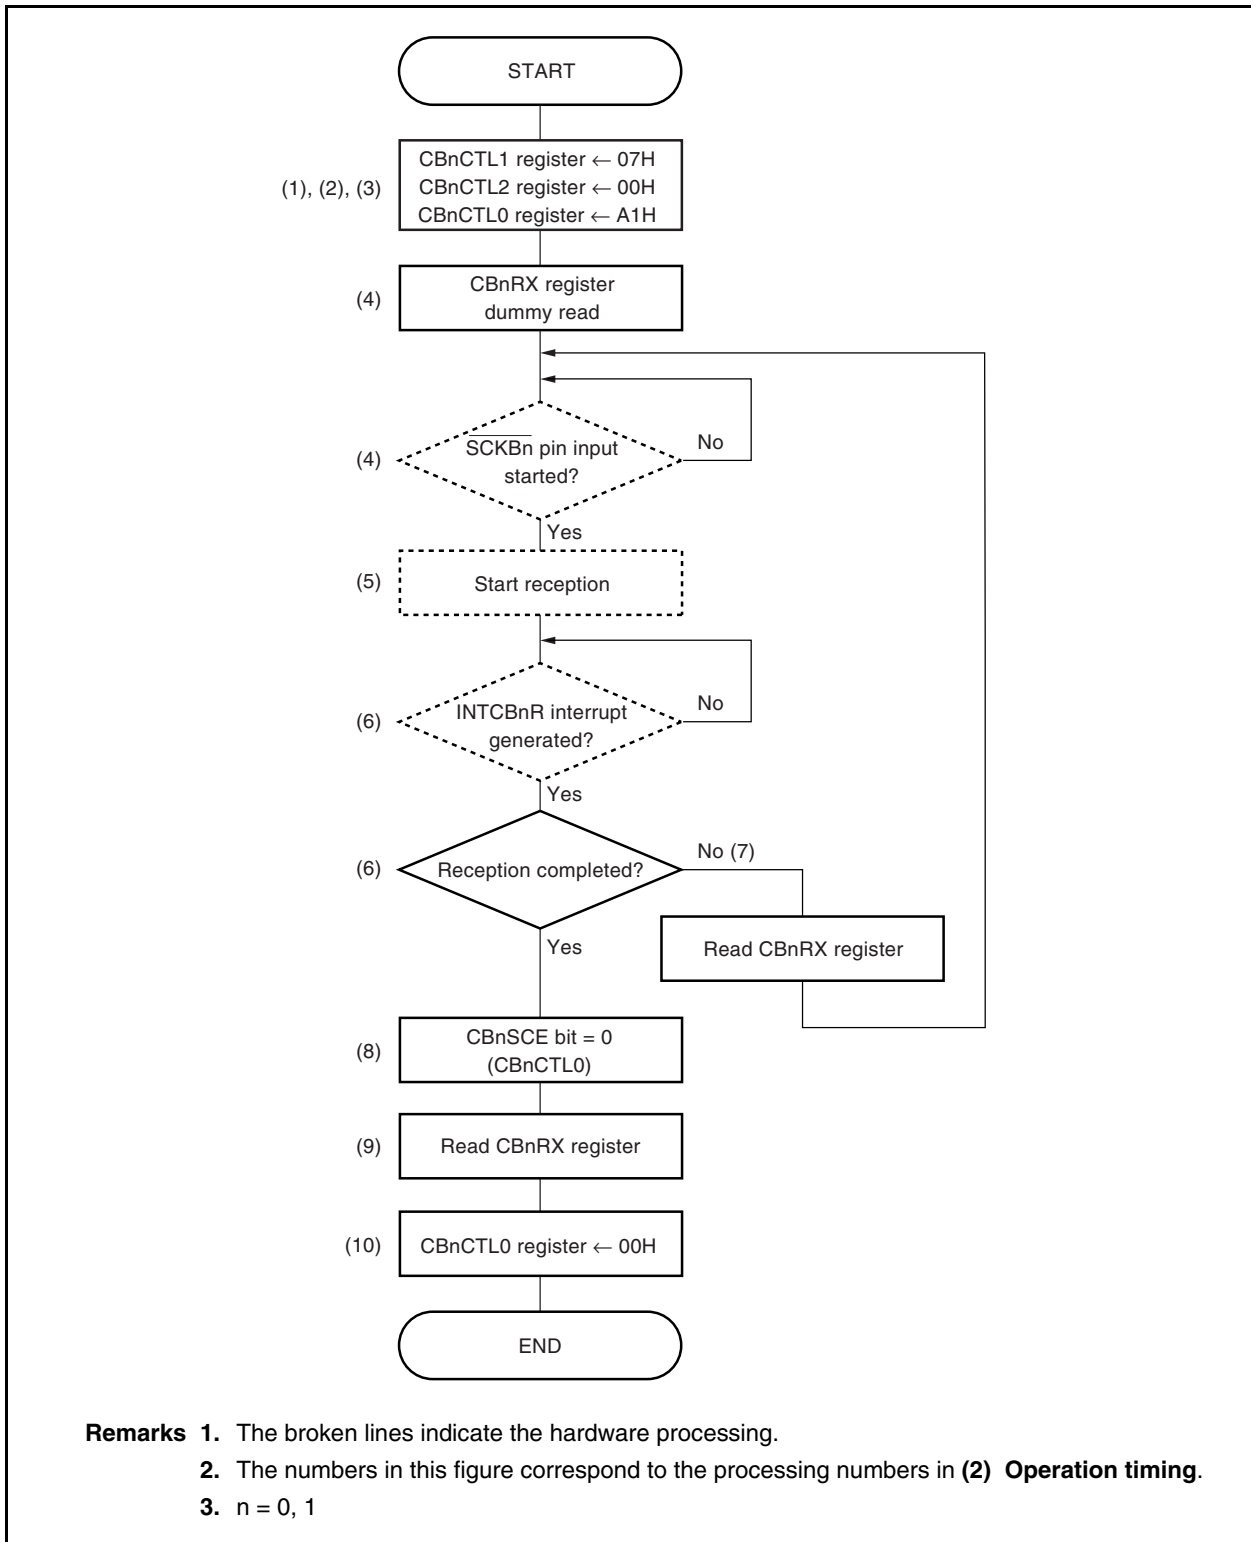 START
(1), (2), (3)
CBnCTL1 register ← 07H
CBnCTL2 register ← 00H
CBnCTL0 register ← A1H
(4)
CBnRX register
dummy read
(4)
S̅C̅K̅B̅n̅ pin input
started?
No
Yes
(5)
Start reception
(6)
INTCBnR interrupt
generated?
No
Yes
(6)
Reception completed?
No (7)
Read CBnRX register
Yes
(8)
CBnSCE bit = 0
(CBnCTL0)
(9)
Read CBnRX register
(10)
CBnCTL0 register ← 00H
END
Remarks 1. The broken lines indicate the hardware processing.
2. The numbers in this figure correspond to the processing numbers in (2) Operation timing.
3. n = 0, 1